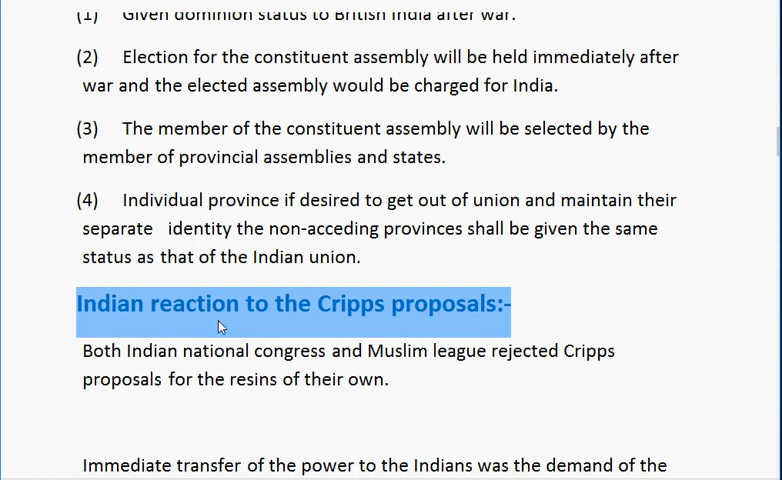 (1) Given dominion status to British India after war.
(2) Election for the constituent assembly will be held immediately after
war and the elected assembly would be charged for India.
(3) The member of the constituent assembly will be selected by the
member of provincial assemblies and states.
(4) Individual province if desired to get out of union and maintain their
separate identity the non-acceding provinces shall be given the same
status as that of the Indian union.
Indian reaction to the Cripps proposals:-
Both Indian national congress and Muslim league rejected Cripps
proposals for the resins of their own.
Immediate transfer of the power to the Indians was the demand of the